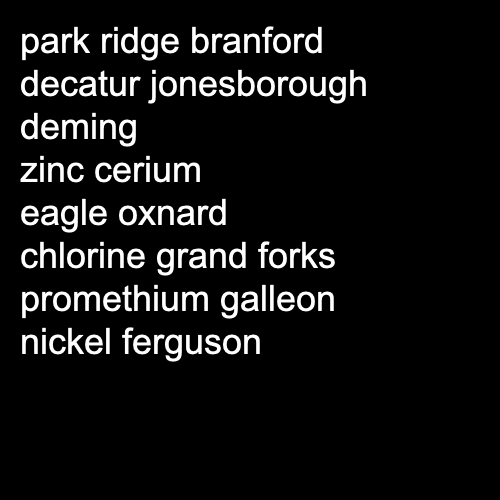 park ridge branford
decatur jonesborough
deming
zinc cerium
eagle oxnard
chlorine grand forks
promethium galleon
nickel ferguson